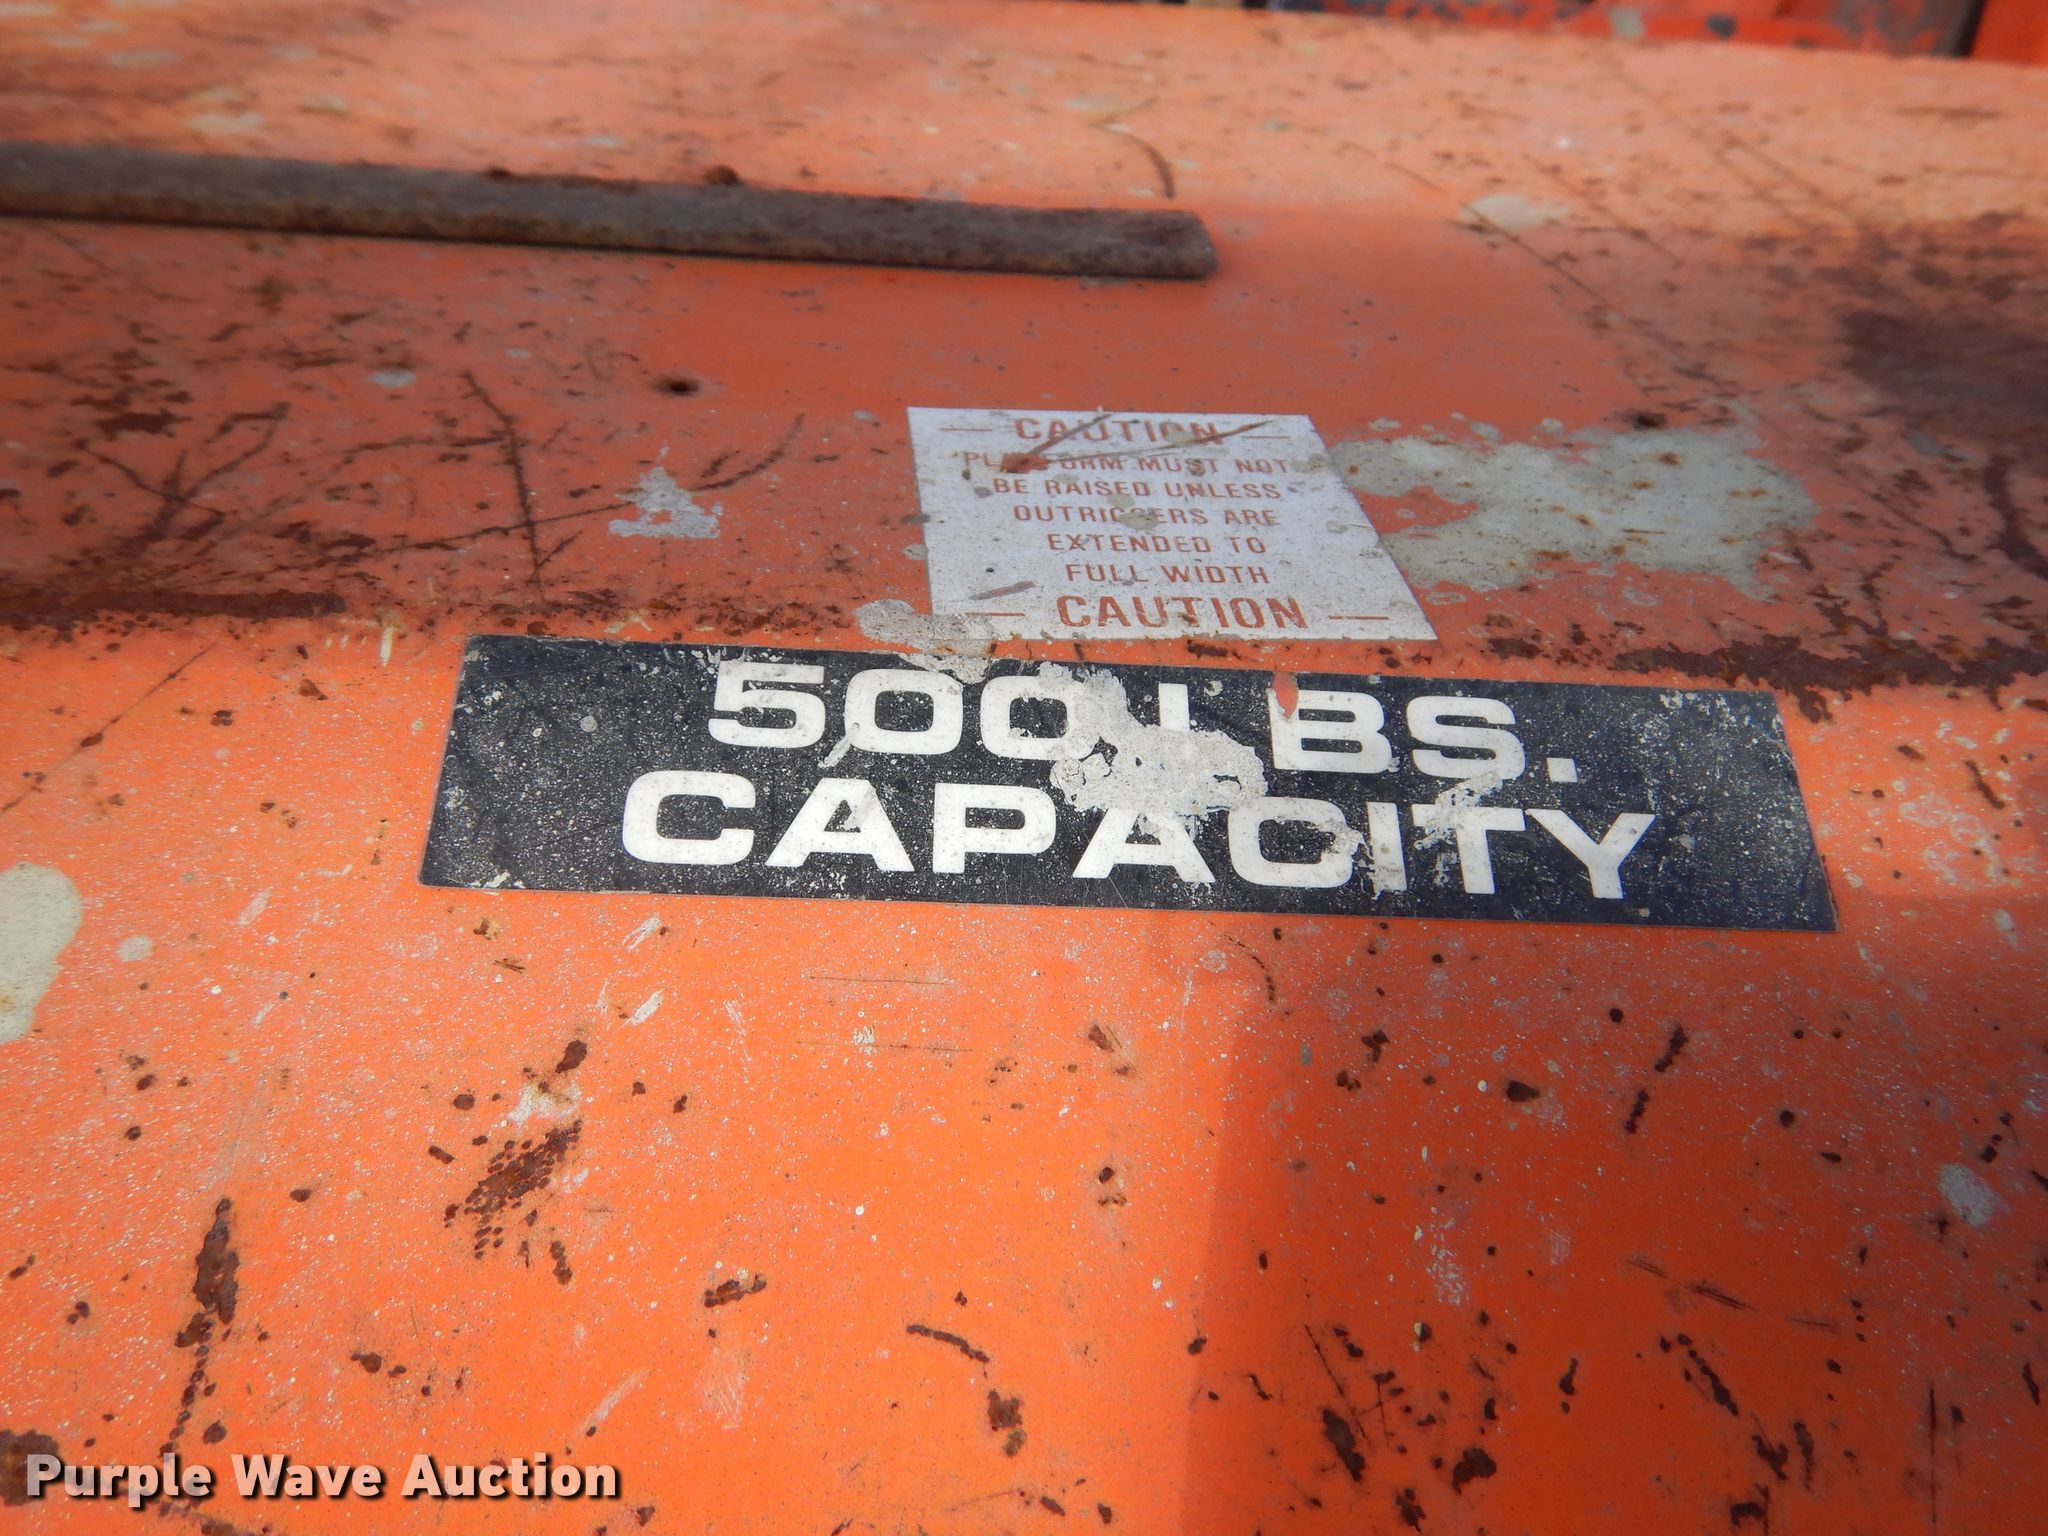 — CAUTION —
PLATFORM MUST NOT
BE RAISED UNLESS
OUTRIGGERS ARE
EXTENDED TO
FULL WIDTH
— CAUTION —
500 LBS.
CAPACITY
Purple Wave Auction